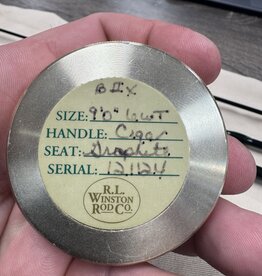 B II X
SIZE: 9'0" 6wt
HANDLE: Cigar
SEAT: Graphite
SERIAL: 121124
R.L.
WINSTON
ROD CO.